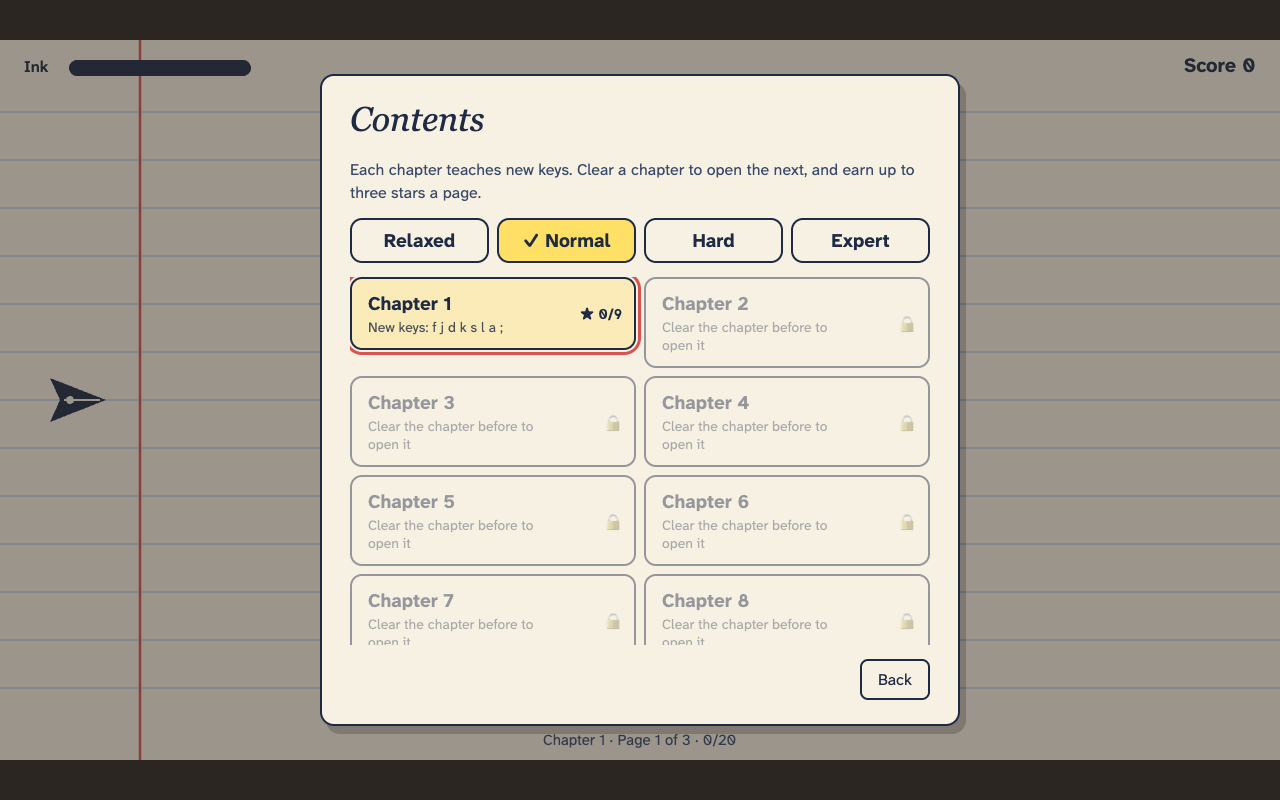 Ink
Score 0
Contents
Each chapter teaches new keys. Clear a chapter to open the next, and earn up to
three stars a page.
Relaxed
✓ Normal
Hard
Expert
Chapter 1
New keys: f j d k s l a ;
★ 0/9
Chapter 2
Clear the chapter before to
open it
Chapter 3
Clear the chapter before to
open it
Chapter 4
Clear the chapter before to
open it
Chapter 5
Clear the chapter before to
open it
Chapter 6
Clear the chapter before to
open it
Chapter 7
Clear the chapter before to
open it
Chapter 8
Clear the chapter before to
open it
Back
Chapter 1 · Page 1 of 3 · 0/20